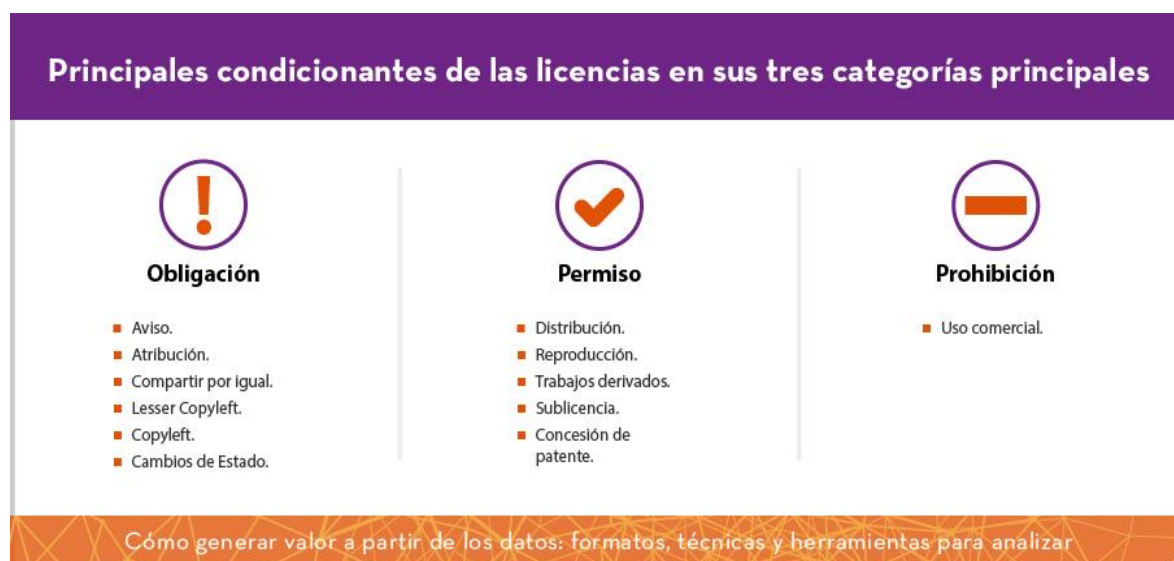 Principales condicionantes de las licencias en sus tres categorías principales
Obligación
Aviso.
Atribución.
Compartir por igual.
Lesser Copyleft.
Copyleft.
Cambios de Estado.
Permiso
Distribución.
Reproducción.
Trabajos derivados.
Sublicencia.
Concesión de
patente.
Prohibición
Uso comercial.
Cómo generar valor a partir de los datos: formatos, técnicas y herramientas para analizar